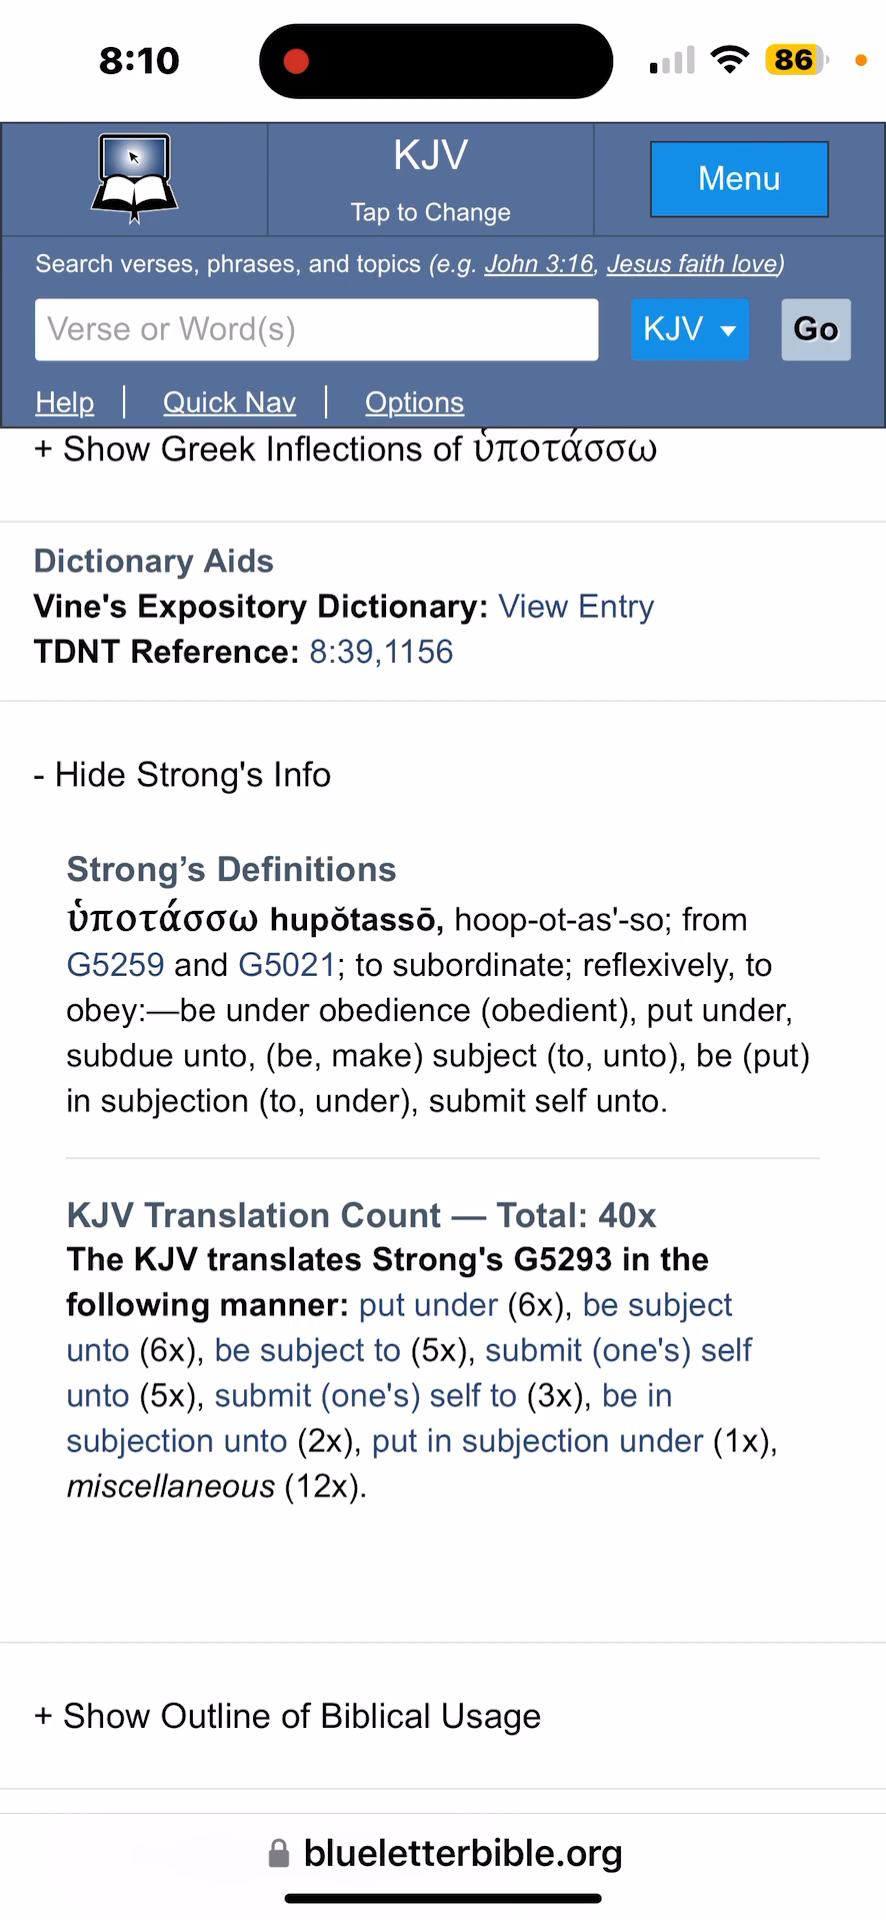 8:10
86
KJV
Tap to Change
Menu
Search verses, phrases, and topics (e.g. John 3:16, Jesus faith love)
Verse or Word(s)
KJV
Go
Help | Quick Nav | Options
+ Show Greek Inflections of ὑποτάσσω
Dictionary Aids
Vine's Expository Dictionary: View Entry
TDNT Reference: 8:39,1156
- Hide Strong's Info
Strong’s Definitions
ὑποτάσσω hupŏtassō, hoop-ot-as'-so; from
G5259 and G5021; to subordinate; reflexively, to
obey:—be under obedience (obedient), put under,
subdue unto, (be, make) subject (to, unto), be (put)
in subjection (to, under), submit self unto.
KJV Translation Count — Total: 40x
The KJV translates Strong's G5293 in the
following manner: put under (6x), be subject
unto (6x), be subject to (5x), submit (one's) self
unto (5x), submit (one's) self to (3x), be in
subjection unto (2x), put in subjection under (1x),
miscellaneous (12x).
+ Show Outline of Biblical Usage
blueletterbible.org